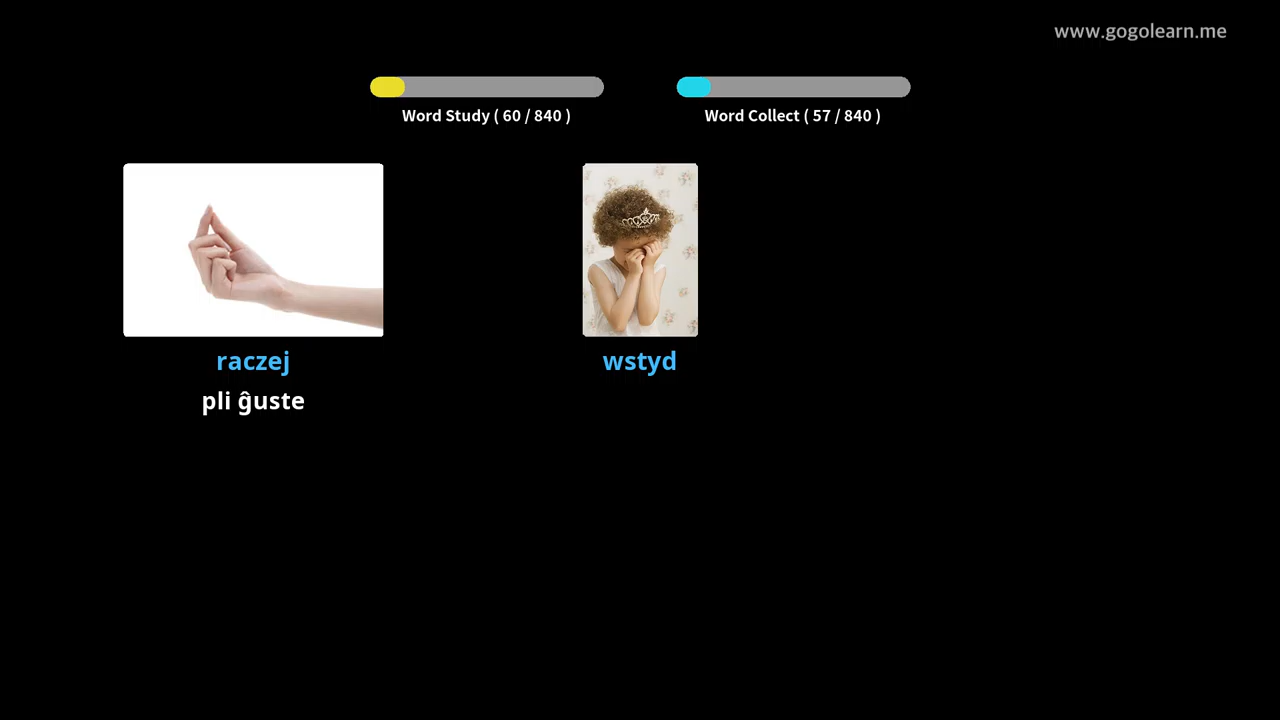 www.gogolearn.me
Word Study ( 60 / 840 )
Word Collect ( 57 / 840 )
raczej
wstyd
pli ĝuste